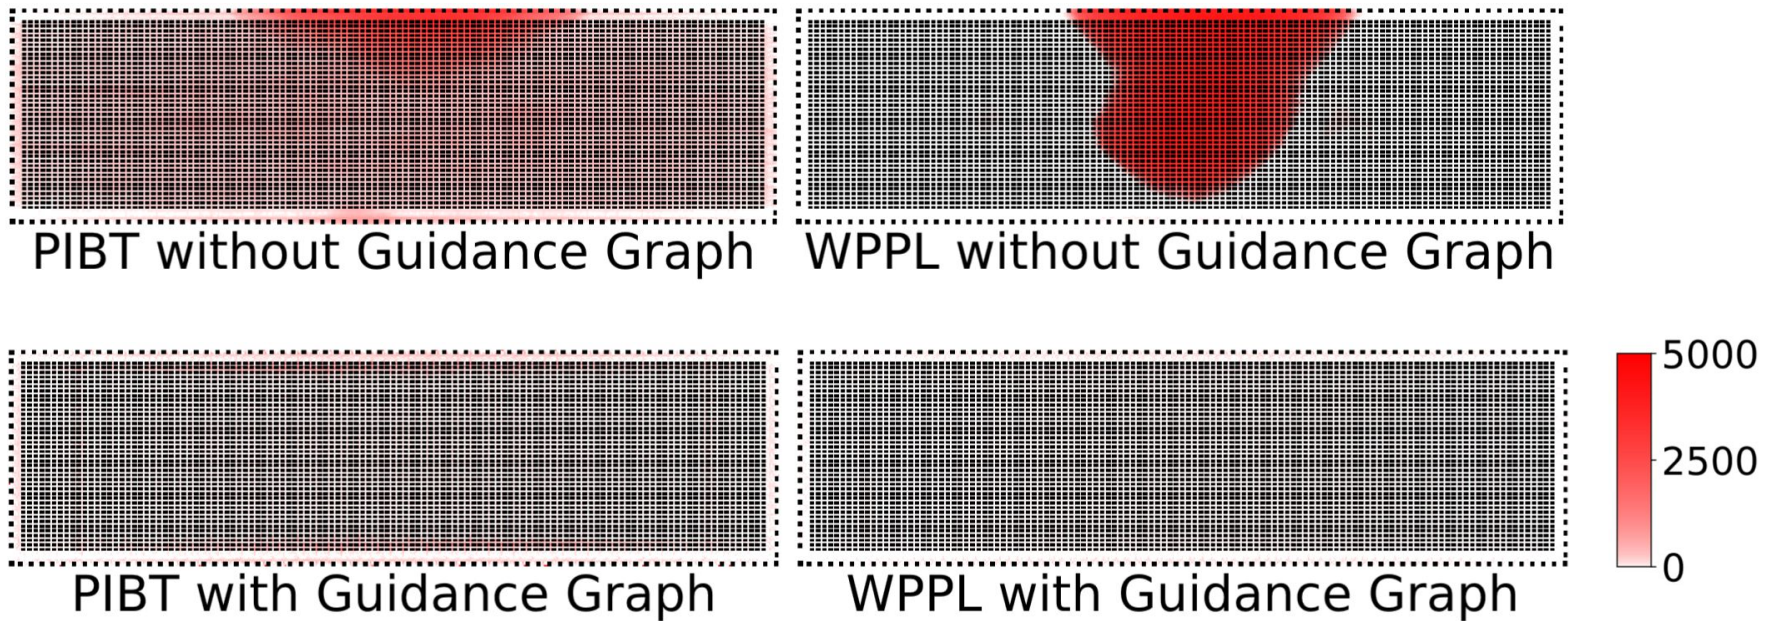 PIBT without Guidance Graph
WPPL without Guidance Graph
5000
2500
0
PIBT with Guidance Graph
WPPL with Guidance Graph